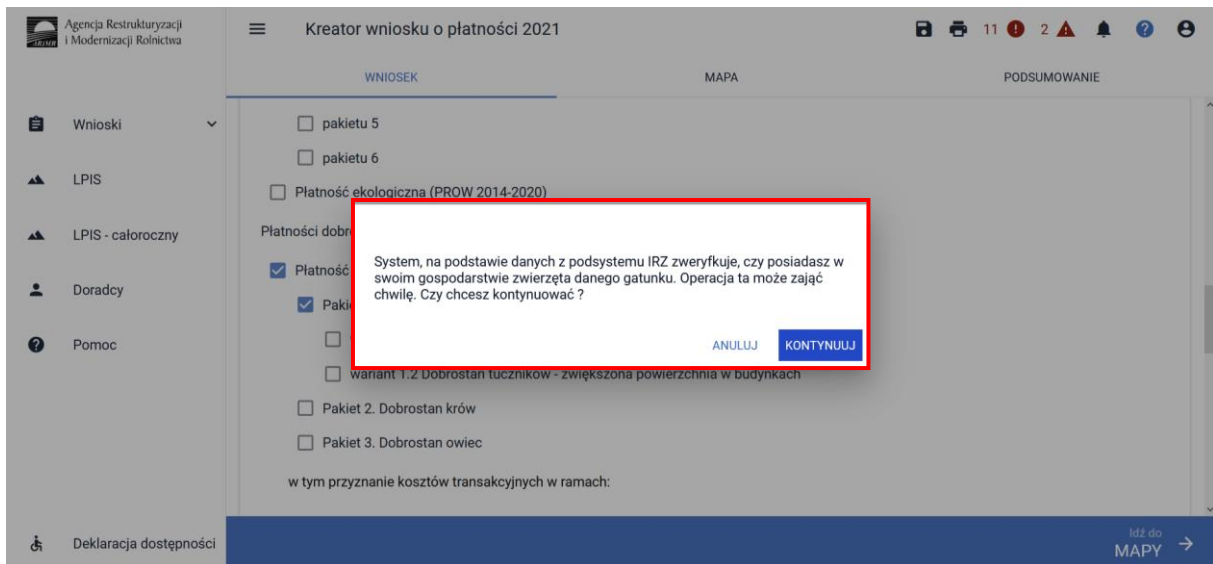 Agencja Restrukturyzacji
i Modernizacji Rolnictwa
ARiMR
Kreator wniosku o płatności 2021
11
2
WNIOSEK
MAPA
PODSUMOWANIE
Wnioski
LPIS
LPIS - całoroczny
Doradcy
Pomoc
Deklaracja dostępności
pakietu 5
pakietu 6
Płatność ekologiczna (PROW 2014-2020)
Płatności dobr
Płatność
Paki
System, na podstawie danych z podsystemu IRZ zweryfkuje, czy posiadasz w
swoim gospodarstwie zwierzęta danego gatunku. Operacja ta może zająć
chwilę. Czy chcesz kontynuować ?
ANULUJ
KONTYNUUJ
wariant 1.2 Dobrostan tuczników - zwiększona powierzchnia w budynkach
Pakiet 2. Dobrostan krów
Pakiet 3. Dobrostan owiec
w tym przyznanie kosztów transakcyjnych w ramach:
Idź do
MAPY